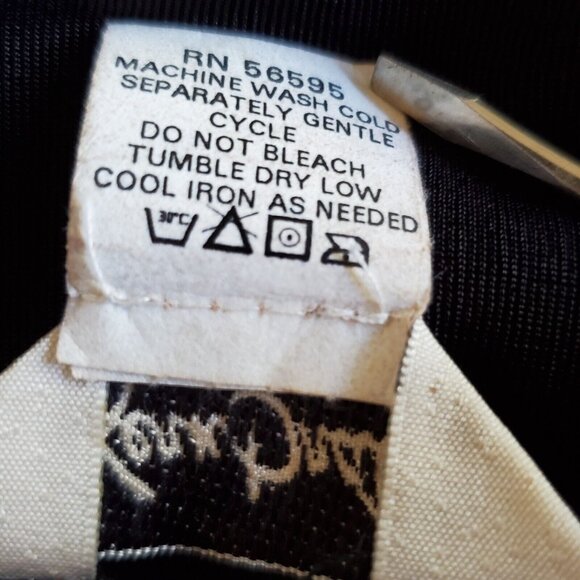 RN 56595
MACHINE WASH COLD
SEPARATELY GENTLE
CYCLE
DO NOT BLEACH
TUMBLE DRY LOW
COOL IRON AS NEEDED
30°C